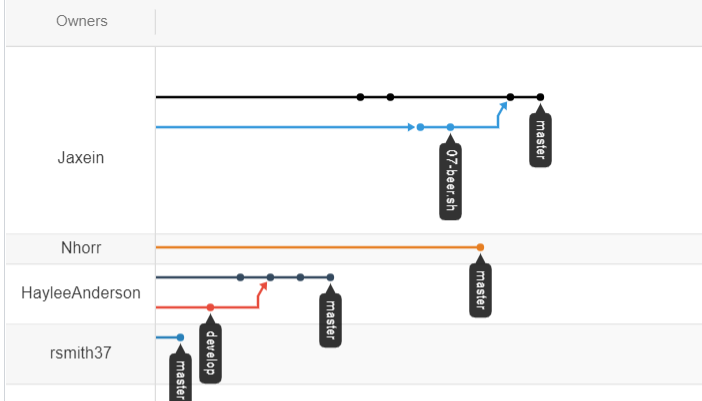 Owners
Jaxein
master
07-beer.sh
Nhorr
master
HayleeAnderson
master
develop
rsmith37
master